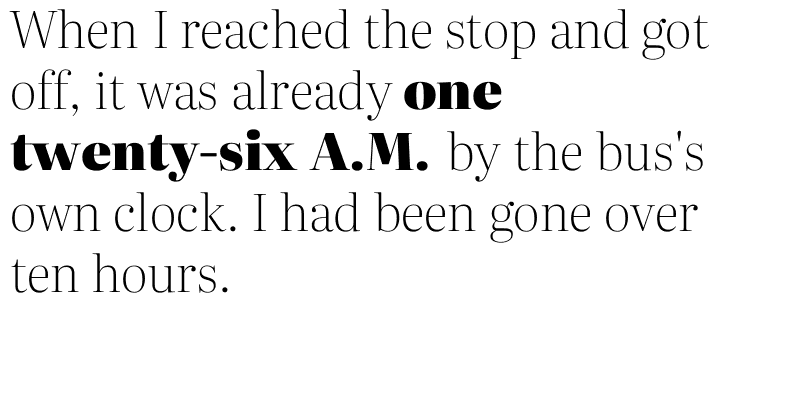 When I reached the stop and got
off, it was already one
twenty-six A.M. by the bus's
own clock. I had been gone over
ten hours.